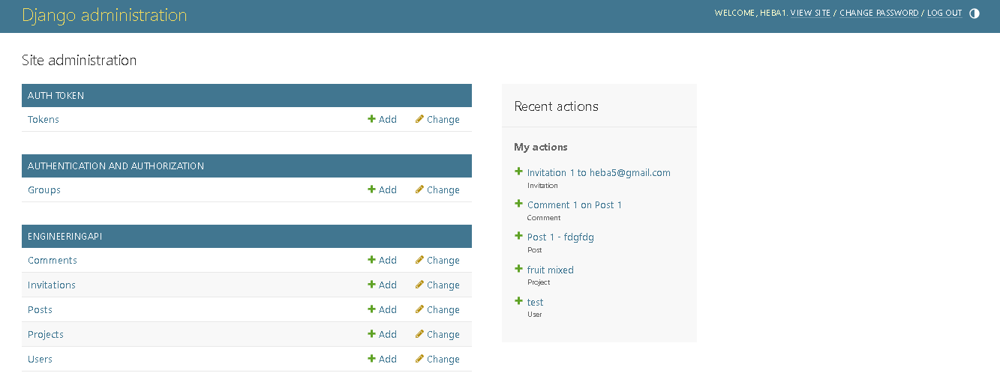 Django administration
WELCOME, HEBA1. VIEW SITE / CHANGE PASSWORD / LOG OUT
Site administration
AUTH TOKEN
Tokens Add Change
AUTHENTICATION AND AUTHORIZATION
Groups Add Change
ENGINEERINGAPI
Comments Add Change
Invitations Add Change
Posts Add Change
Projects Add Change
Users Add Change
Recent actions
My actions
Invitation 1 to heba5@gmail.com
Invitation
Comment 1 on Post 1
Comment
Post 1 - fdgfdg
Post
fruit mixed
Project
test
User